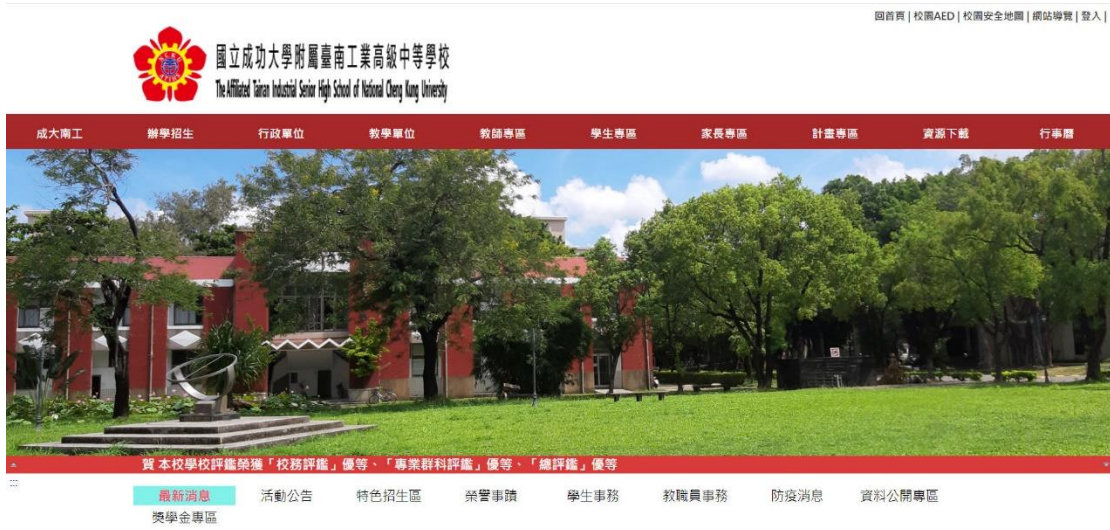 回首頁 | 校園AED | 校園安全地圖 | 網站導覽 | 登入 |
國立成功大學附屬臺南工業高級中等學校
The Affiliated Tainan Industrial Senior High School of National Cheng Kung University
成大南工 辦學招生 行政單位 教學單位 教師專區 學生專區 家長專區 計畫專區 資源下載 行事曆
賀 本校學校評鑑榮獲「校務評鑑」優等、「專業群科評鑑」優等、「總評鑑」優等
:::
最新消息 活動公告 特色招生區 榮譽事蹟 學生事務 教職員事務 防疫消息 資料公開專區
獎學金專區